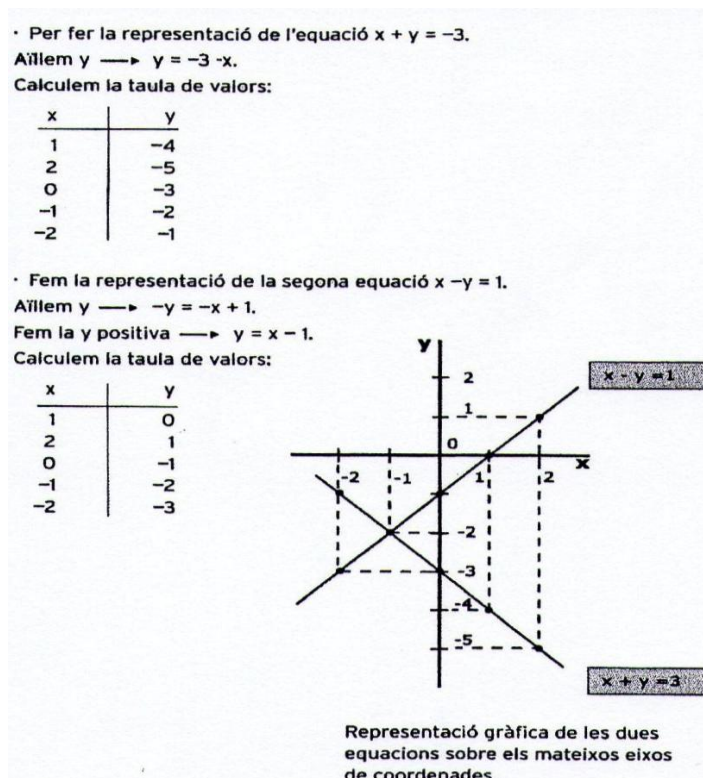 · Per fer la representació de l'equació x + y = −3.
Aïllem y → y = −3 -x.
Calculem la taula de valors:
x y
1 −4
2 −5
0 −3
−1 −2
−2 −1
· Fem la representació de la segona equació x −y = 1.
Aïllem y → −y = −x + 1.
Fem la y positiva → y = x − 1.
Calculem la taula de valors:
x y
1 0
2 1
0 −1
−1 −2
−2 −3
y
2
x - y =1
1
0
x
-2 -1 1 2
-2
-3
-4
-5
x + y =3
Representació gràfica de les dues
equacions sobre els mateixos eixos
de coordenades